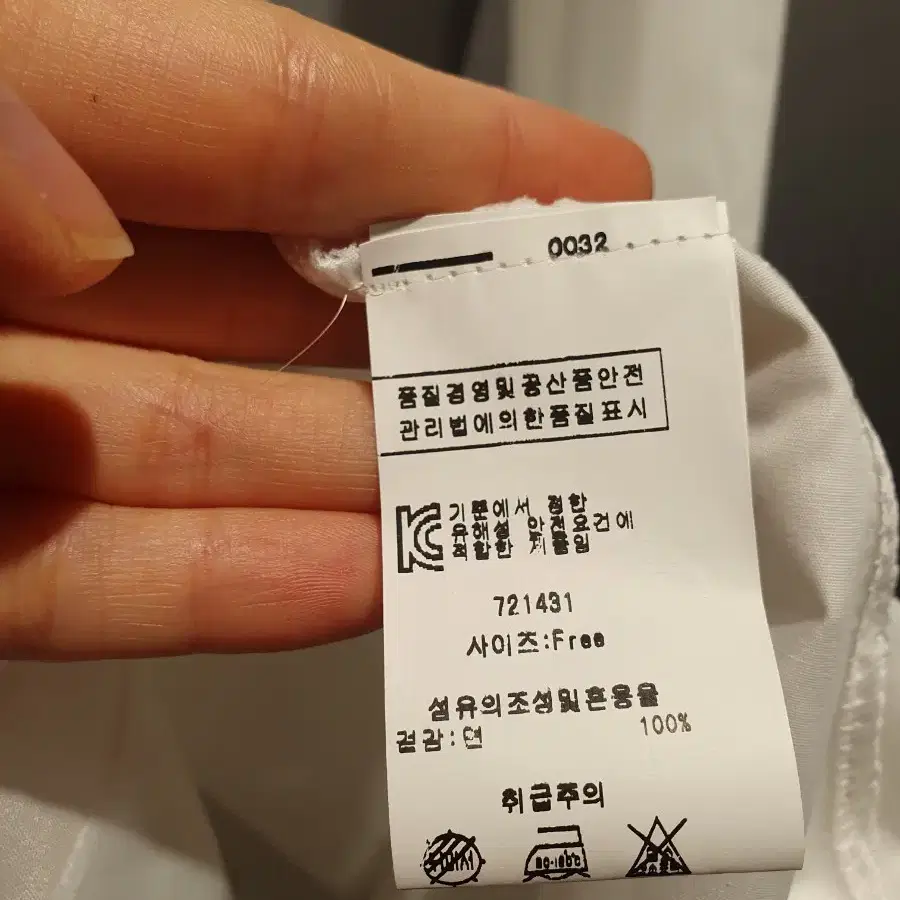 0032
품질경영및공산품안전
관리법에의한품질표시
KC
기준에서 정한
유해성 안전요건에
적합한 제품임
721431
사이즈:Free
섬유의조성및혼용율
겉감:면 100%
취급주의